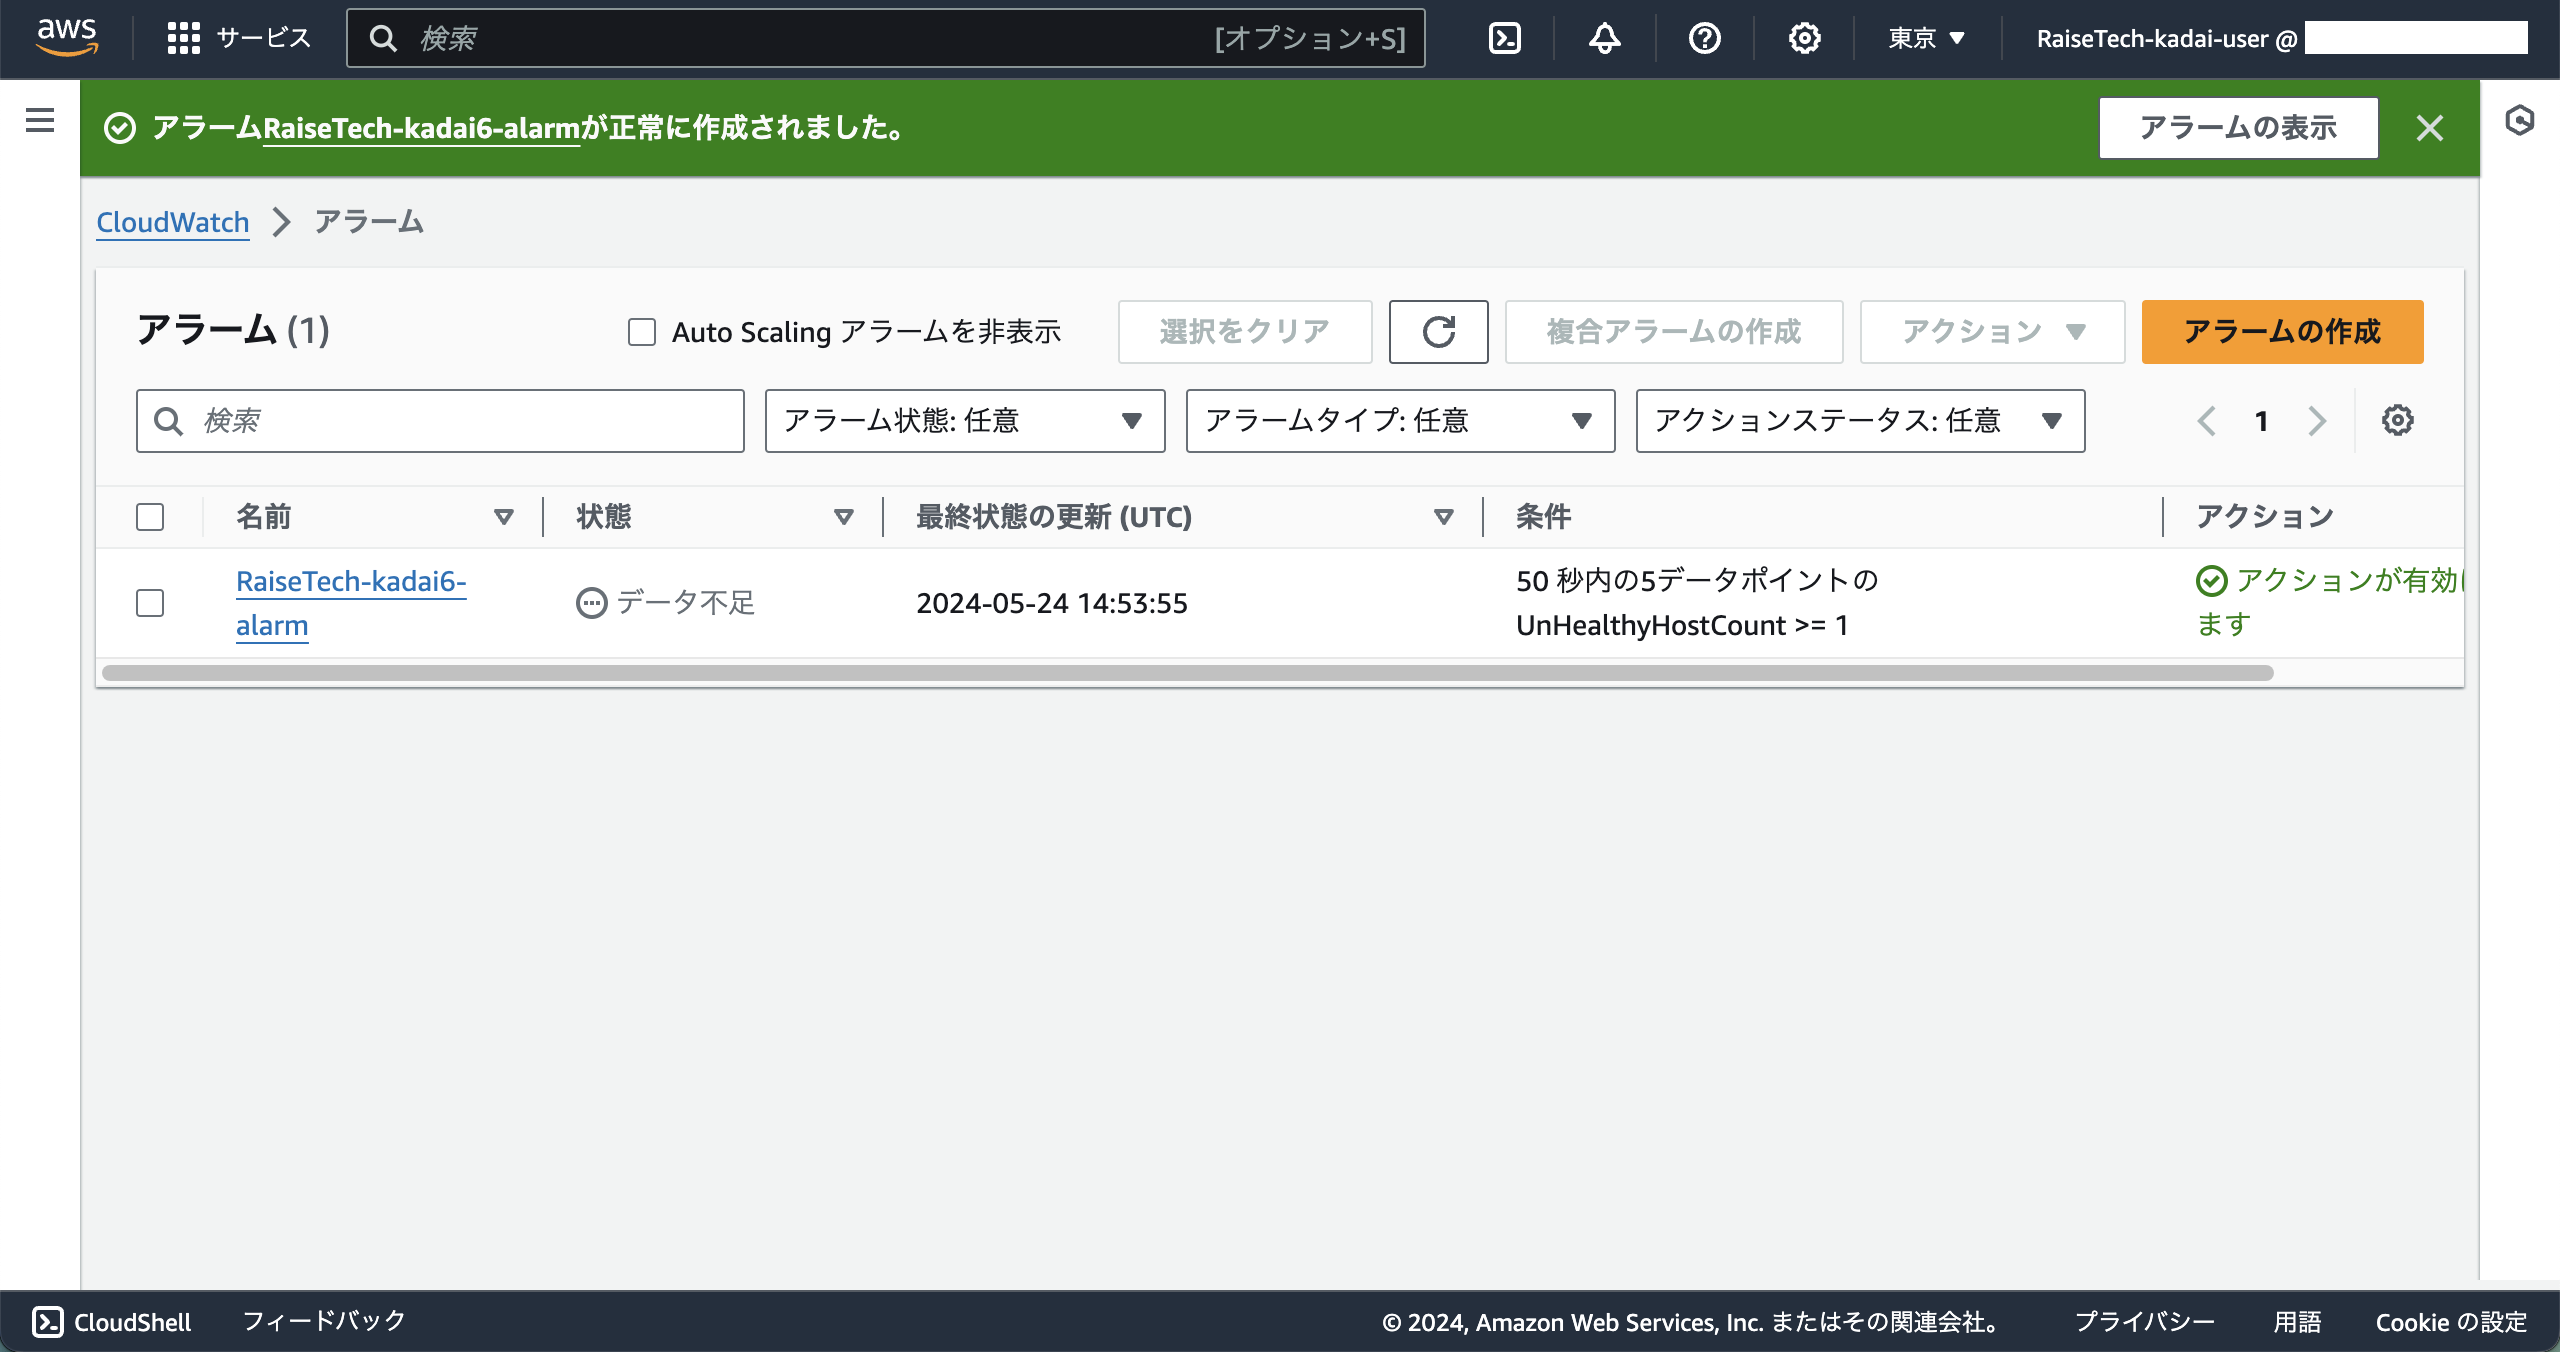 aws
サービス
検索
[オプション+S]
東京
RaiseTech-kadai-user @
アラームRaiseTech-kadai6-alarmが正常に作成されました。
アラームの表示
CloudWatch
アラーム
アラーム (1)
Auto Scaling アラームを非表示
選択をクリア
複合アラームの作成
アクション
アラームの作成
検索
アラーム状態: 任意
アラームタイプ: 任意
アクションステータス: 任意
1
名前
状態
最終状態の更新 (UTC)
条件
アクション
RaiseTech-kadai6-
alarm
データ不足
2024-05-24 14:53:55
50 秒内の5データポイントの
UnHealthyHostCount >= 1
アクションが有効
ます
CloudShell
フィードバック
© 2024, Amazon Web Services, Inc. またはその関連会社。
プライバシー
用語
Cookie の設定